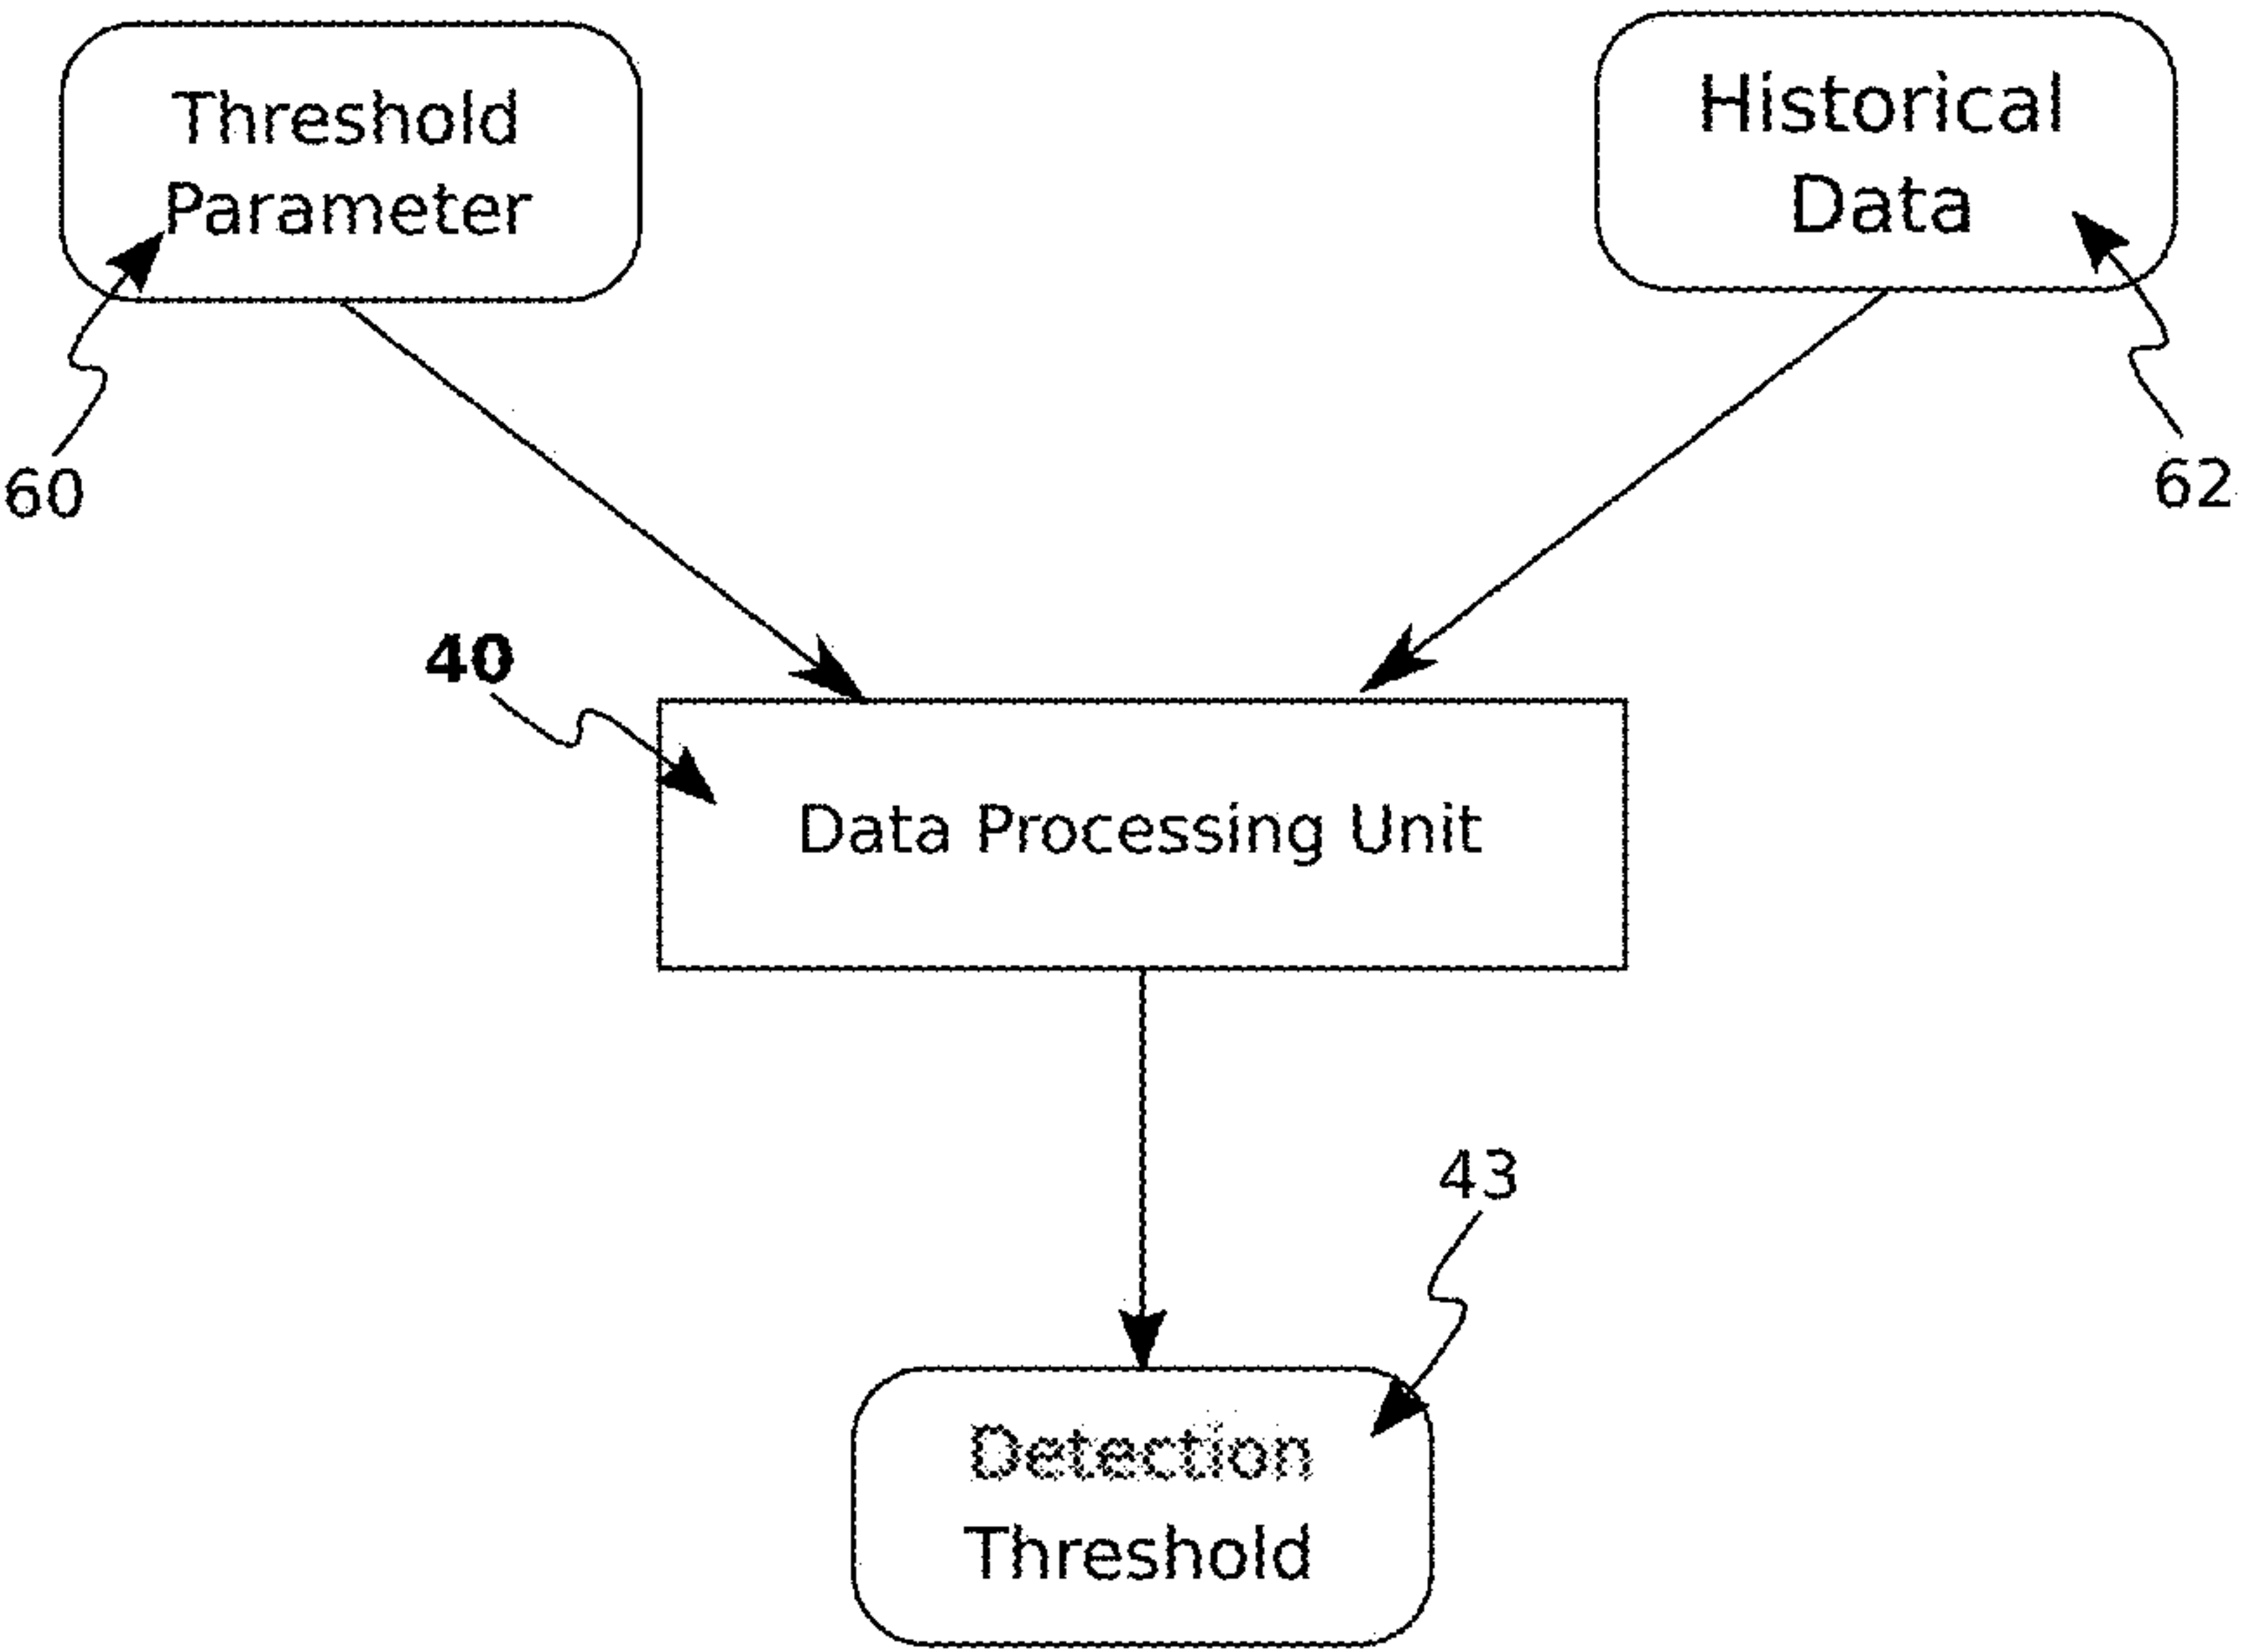 Threshold
Parameter
Historical
Data
60
62
40
Data Processing Unit
43
Detection
Threshold